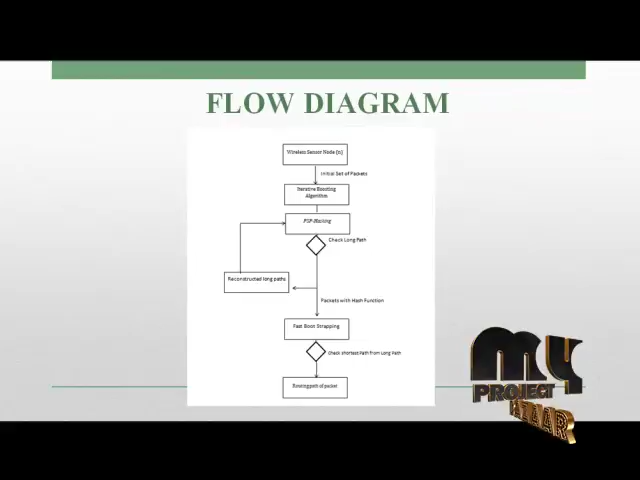 FLOW DIAGRAM
Wireless Sensor Node (n)
Initial Set of Packets
Iterative Boosting
Algorithm
PSP-Hashing
Check Long Path
Reconstructed long paths
Packets with Hash Function
Fast Boot Strapping
Check shortest Path from Long Path
Routing path of packet
MY
PROJECT
BAZAAR